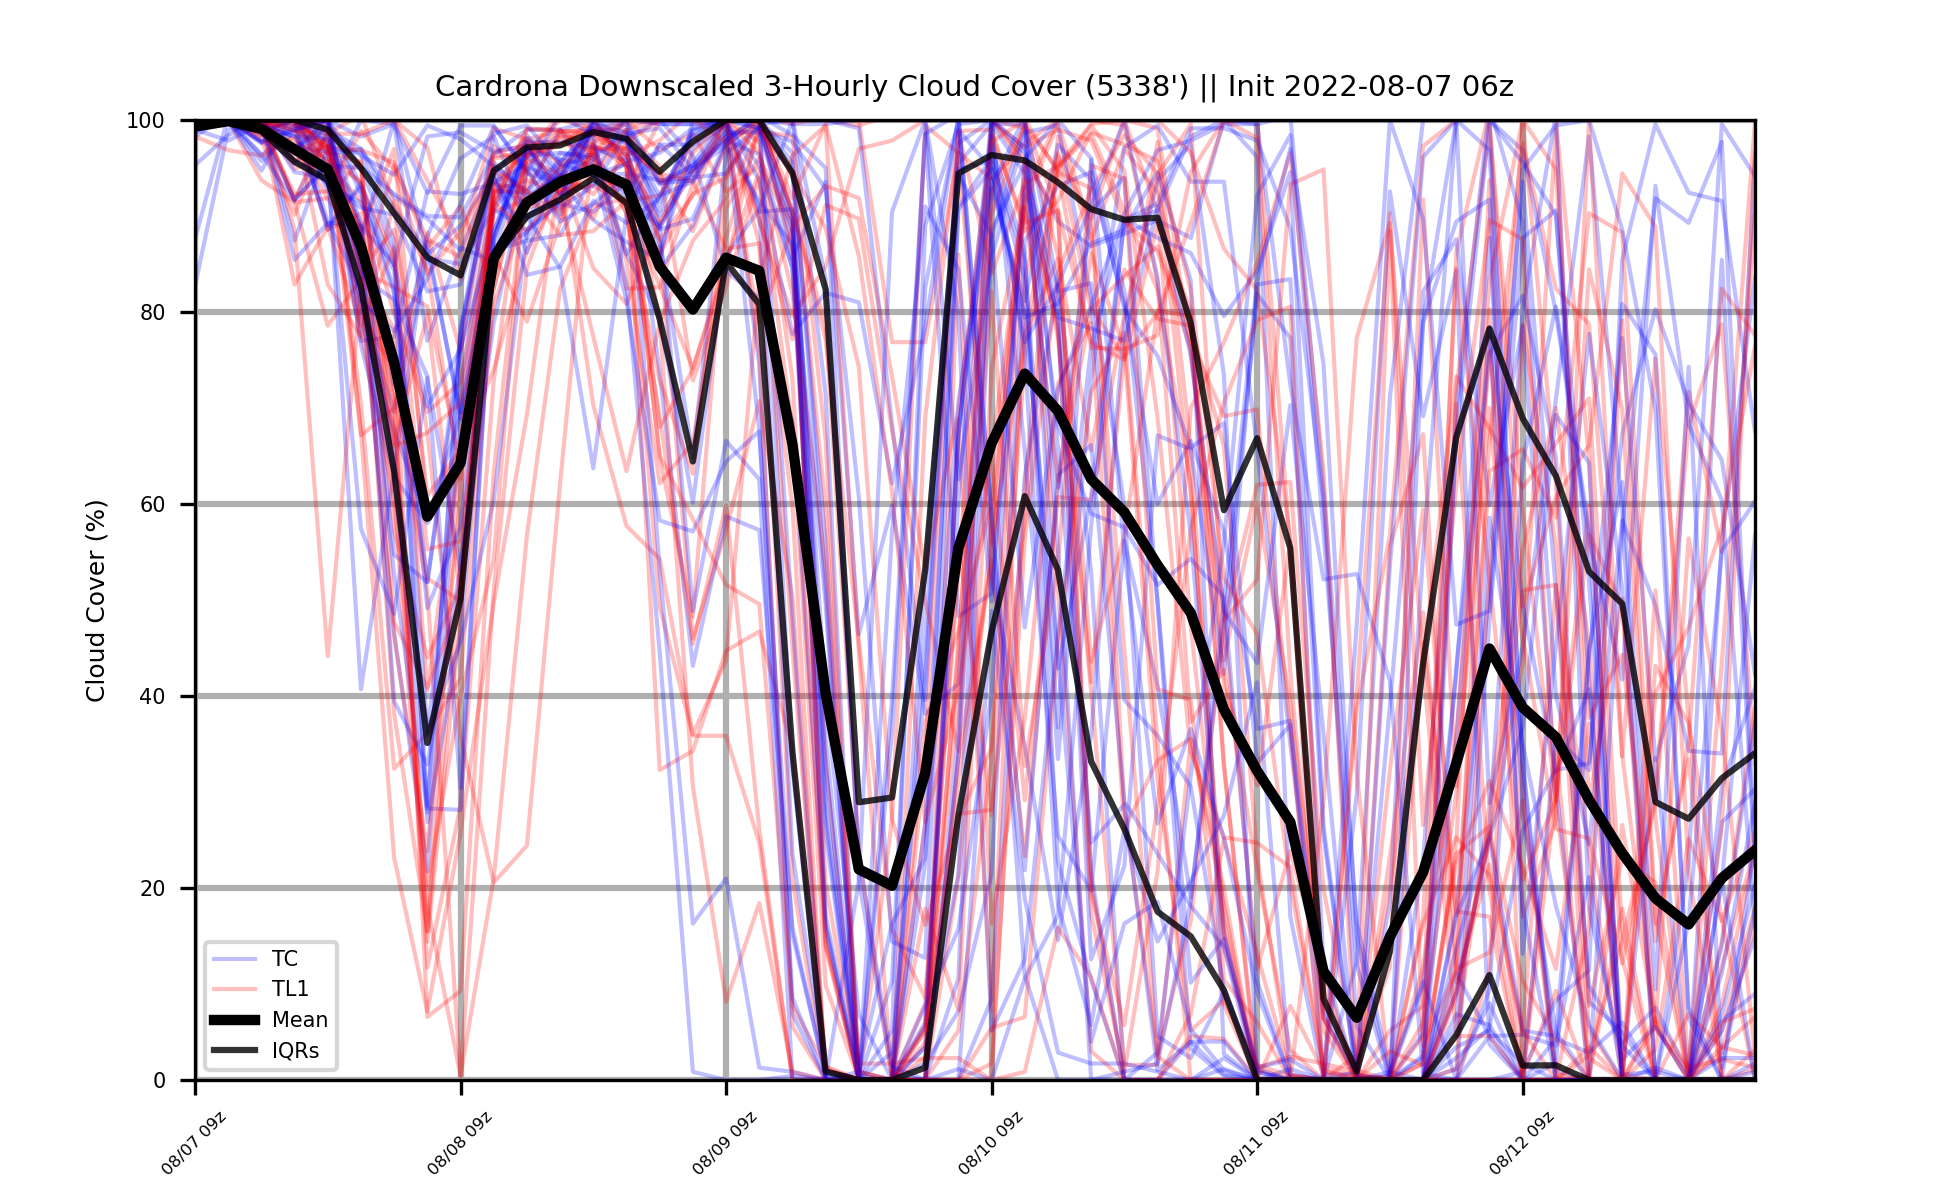 Cardrona Downscaled 3-Hourly Cloud Cover (5338') || Init 2022-08-07 06z
Cloud Cover (%)
100
80
60
40
20
0
TC
TL1
Mean
IQRs
08/07 09z
08/08 09z
08/09 09z
08/10 09z
08/11 09z
08/12 09z